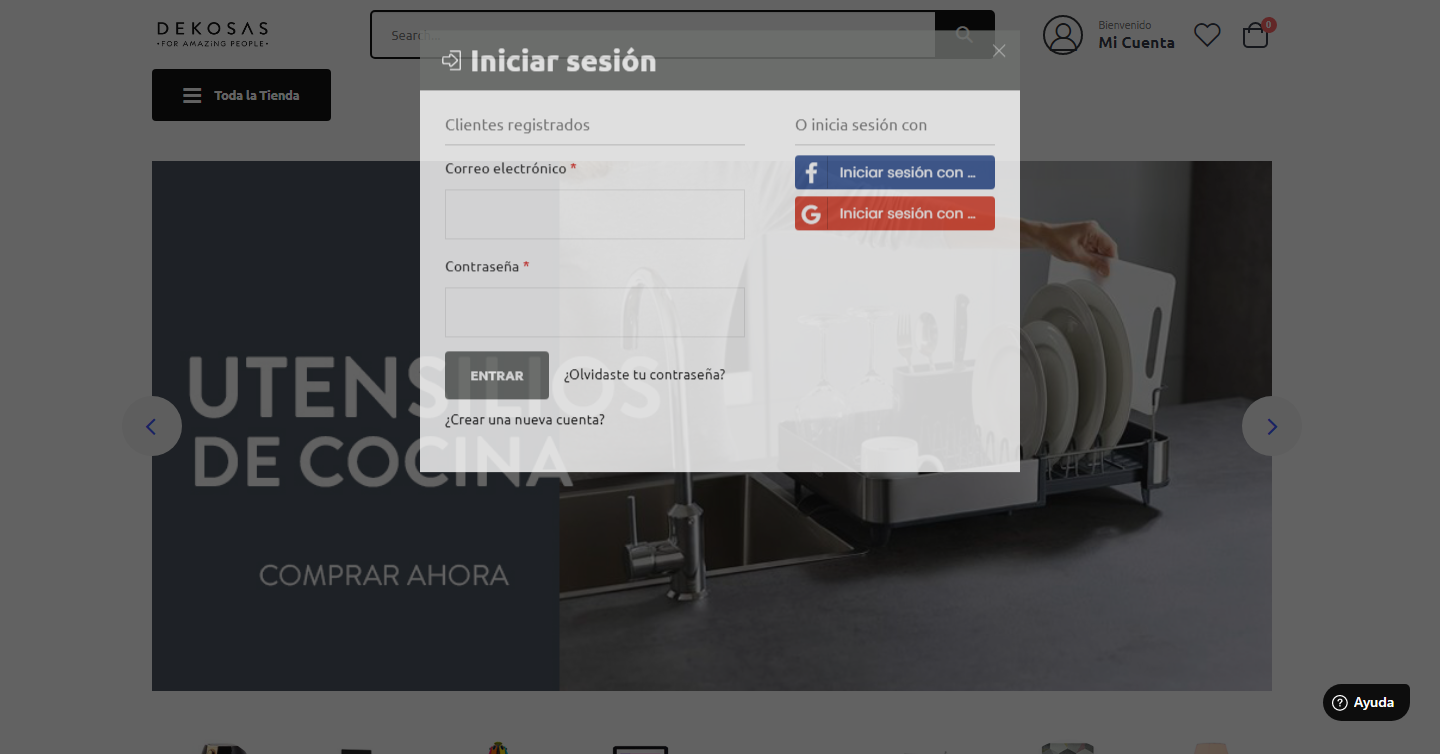 DEKOSAS
•FOR AMAZiNG PEOPLE•
Search...
Bienvenido
Mi Cuenta
0
Toda la Tienda
Iniciar sesión
Clientes registrados
O inicia sesión con
Correo electrónico *
Iniciar sesión con ...
Iniciar sesión con ...
Contraseña *
ENTRAR
¿Olvidaste tu contraseña?
¿Crear una nueva cuenta?
UTENSILIOS
DE COCINA
COMPRAR AHORA
Ayuda